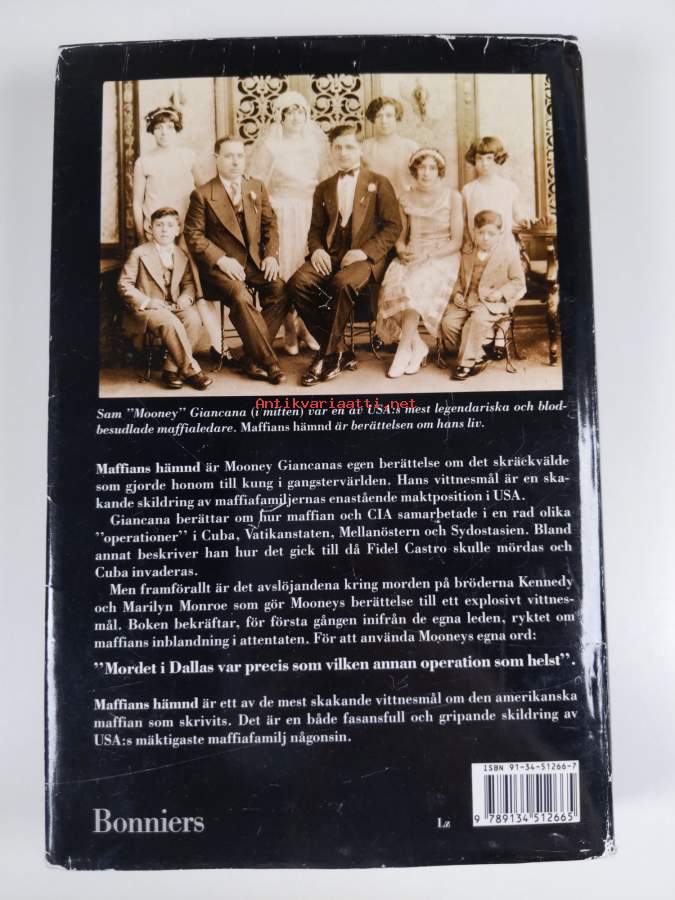 Antikvariaatti.net
Sam "Mooney" Giancana (i mitten) var en av USA:s mest legendariska och blod-
besudlade maffialedare. Maffians hämnd är berättelsen om hans liv.
Maffians hämnd är Mooney Giancanas egen berättelse om det skräckvälde
som gjorde honom till kung i gangstervärlden. Hans vittnesmål är en ska-
kande skildring av maffiafamiljernas enastående maktposition i USA.
Giancana berättar om hur maffian och CIA samarbetade i en rad olika
"operationer" i Cuba, Vatikanstaten, Mellanöstern och Sydostasien. Bland
annat beskriver han hur det gick till då Fidel Castro skulle mördas och
Cuba invaderas.
Men framförallt är det avslöjandena kring morden på bröderna Kennedy
och Marilyn Monroe som gör Mooneys berättelse till ett explosivt vittnes-
mål. Boken bekräftar, för första gången inifrån de egna leden, ryktet om
maffians inblandning i attentaten. För att använda Mooneys egna ord:
"Mordet i Dallas var precis som vilken annan operation som helst".
Maffians hämnd är ett av de mest skakande vittnesmål om den amerikanska
maffian som skrivits. Det är en både fasansfull och gripande skildring av
USA:s mäktigaste maffiafamilj någonsin.
ISBN 91-34-51266-7
9 789134 512665
Bonniers
Lz